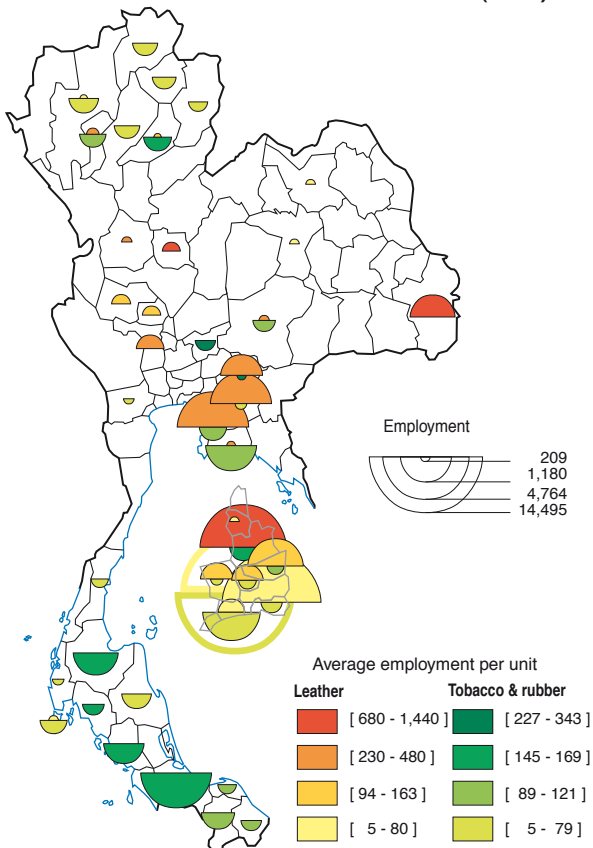 Employment
209
1,180
4,764
14,495
Average employment per unit
Leather Tobacco & rubber
[ 680 - 1,440 ] [ 227 - 343 ]
[ 230 - 480 ] [ 145 - 169 ]
[ 94 - 163 ] [ 89 - 121 ]
[ 5 - 80 ] [ 5 - 79 ]